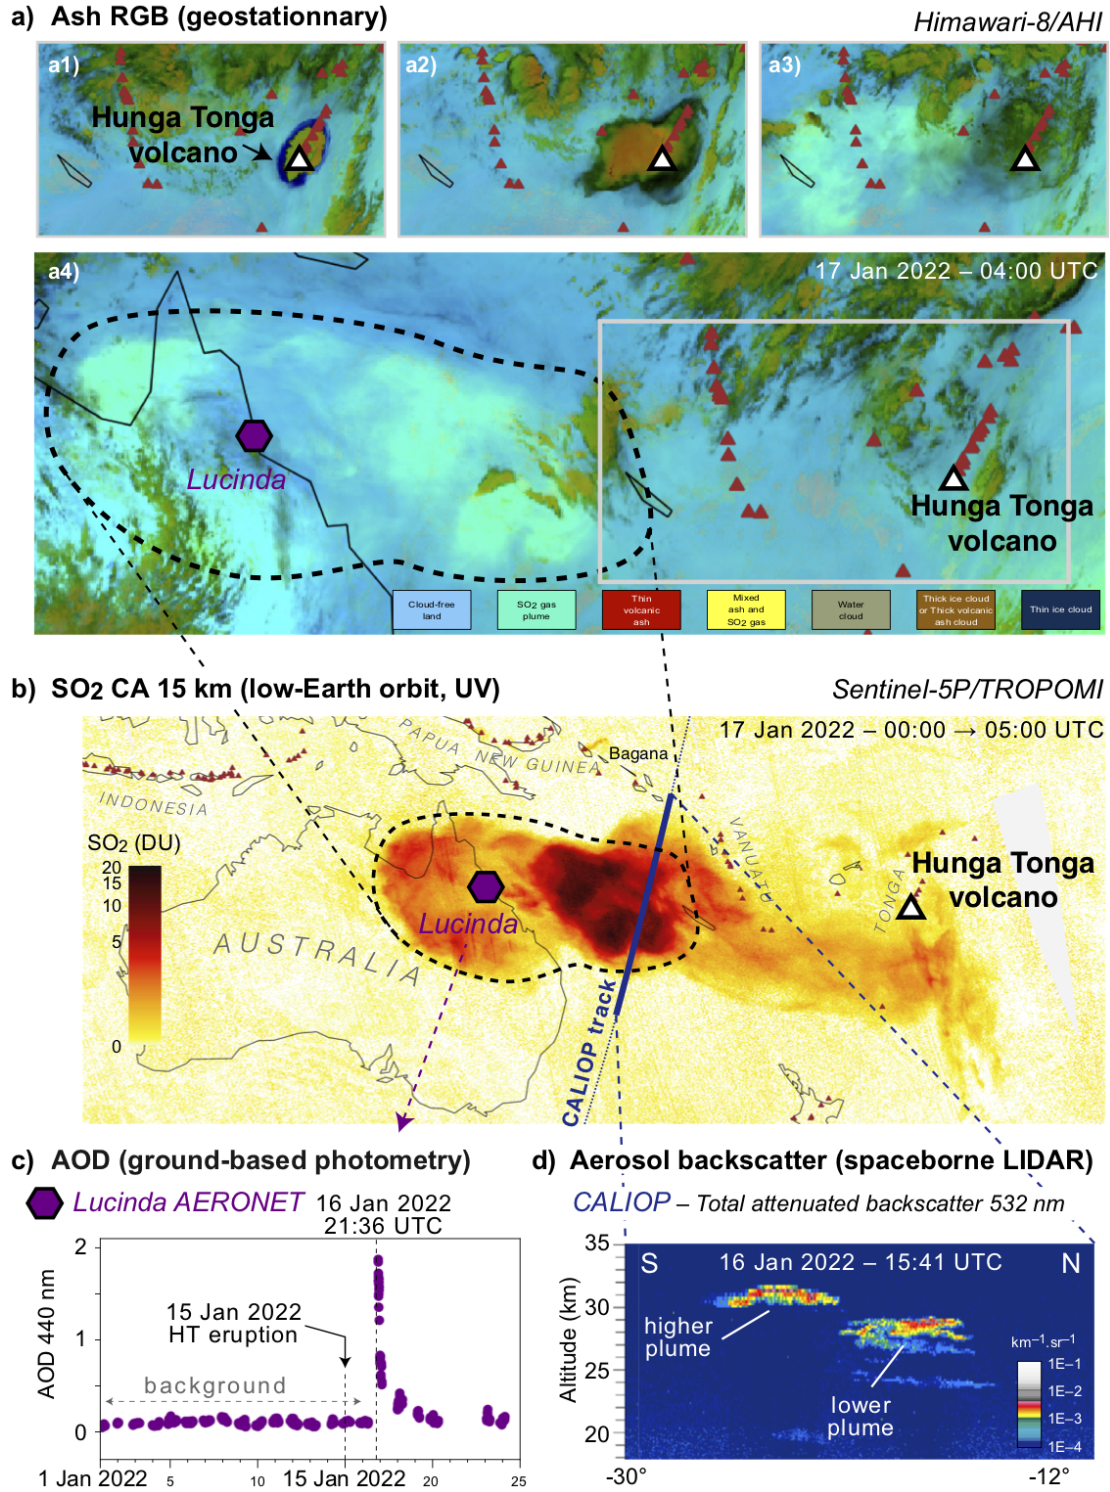 a) Ash RGB (geostationnary)
Himawari-8/AHI
a1)
a2)
a3)
Hunga Tonga
volcano
a4)
17 Jan 2022 – 04:00 UTC
Lucinda
Hunga Tonga
volcano
Cloud-free
land
SO2 gas
plume
Thin
volcanic
ash
Mixed
ash and
SO2 gas
Water
cloud
Thick ice cloud
or Thick volcanic
ash cloud
Thin ice cloud
b) SO2 CA 15 km (low-Earth orbit, UV)
Sentinel-5P/TROPOMI
17 Jan 2022 – 00:00 → 05:00 UTC
PAPUA NEW GUINEA
Bagana
INDONESIA
SO2 (DU)
20
15
10
5
0
VANUATU
TONGA
Hunga Tonga
volcano
Lucinda
AUSTRALIA
CALIOP track
c) AOD (ground-based photometry)
Lucinda AERONET
16 Jan 2022
21:36 UTC
AOD 440 nm
2
1
0
15 Jan 2022
HT eruption
background
1 Jan 2022
5
10
15 Jan 2022
20
25
d) Aerosol backscatter (spaceborne LIDAR)
CALIOP – Total attenuated backscatter 532 nm
Altitude (km)
35
30
25
20
S
16 Jan 2022 – 15:41 UTC
N
higher
plume
lower
plume
km−1.sr−1
1E−1
1E−2
1E−3
1E−4
-30°
-12°